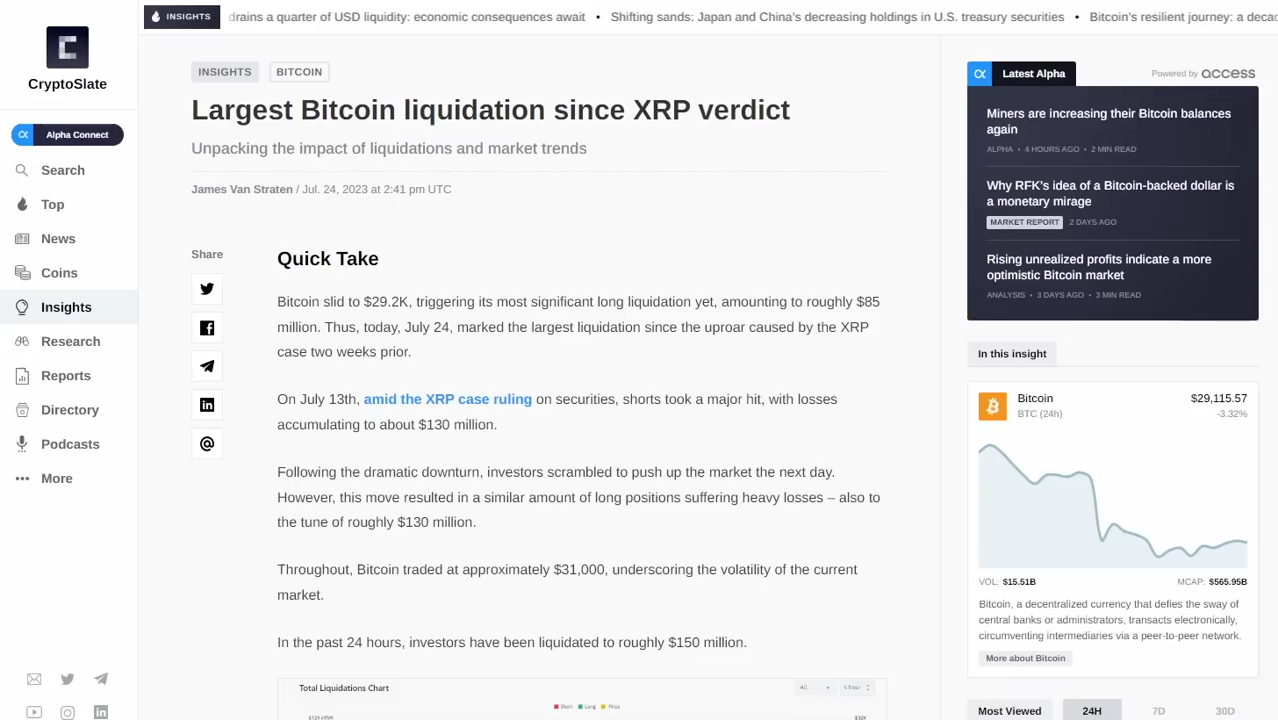 INSIGHTS
drains a quarter of USD liquidity: economic consequences await • Shifting sands: Japan and China's decreasing holdings in U.S. treasury securities • Bitcoin's resilient journey: a
CryptoSlate
Alpha Connect
Search
Top
News
Coins
Insights
Research
Reports
Directory
Podcasts
More
INSIGHTS
BITCOIN
Largest Bitcoin liquidation since XRP verdict
Unpacking the impact of liquidations and market trends
James Van Straten / Jul. 24, 2023 at 2:41 pm UTC
Share
Quick Take
Bitcoin slid to $29.2K, triggering its most significant long liquidation yet, amounting to roughly $85
million. Thus, today, July 24, marked the largest liquidation since the uproar caused by the XRP
case two weeks prior.
On July 13th, amid the XRP case ruling on securities, shorts took a major hit, with losses
accumulating to about $130 million.
Following the dramatic downturn, investors scrambled to push up the market the next day.
However, this move resulted in a similar amount of long positions suffering heavy losses – also to
the tune of roughly $130 million.
Throughout, Bitcoin traded at approximately $31,000, underscoring the volatility of the current
market.
In the past 24 hours, investors have been liquidated to roughly $150 million.
Total Liquidations Chart
Short Long Price
Latest Alpha
Powered by access
Miners are increasing their Bitcoin balances
again
ALPHA • 4 HOURS AGO • 2 MIN READ
Why RFK's idea of a Bitcoin-backed dollar is
a monetary mirage
MARKET REPORT 2 DAYS AGO
Rising unrealized profits indicate a more
optimistic Bitcoin market
ANALYSIS • 3 DAYS AGO • 3 MIN READ
In this insight
Bitcoin $29,115.57
BTC (24h) -3.32%
VOL: $15.51B MCAP: $565.95B
Bitcoin, a decentralized currency that defies the sway of
central banks or administrators, transacts electronically,
circumventing intermediaries via a peer-to-peer network.
More about Bitcoin
Most Viewed 24H 7D 30D